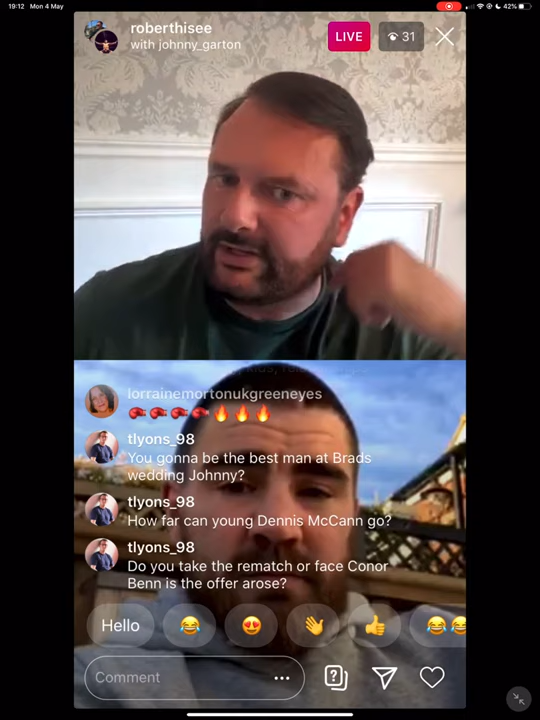 19:12 Mon 4 May
42%
roberthisee
with johnny_garton
LIVE
31
lorrainemortonukgreeneyes
tlyons_98
You gonna be the best man at Brads
wedding Johnny?
tlyons_98
How far can young Dennis McCann go?
tlyons_98
Do you take the rematch or face Conor
Benn is the offer arose?
Hello
Comment